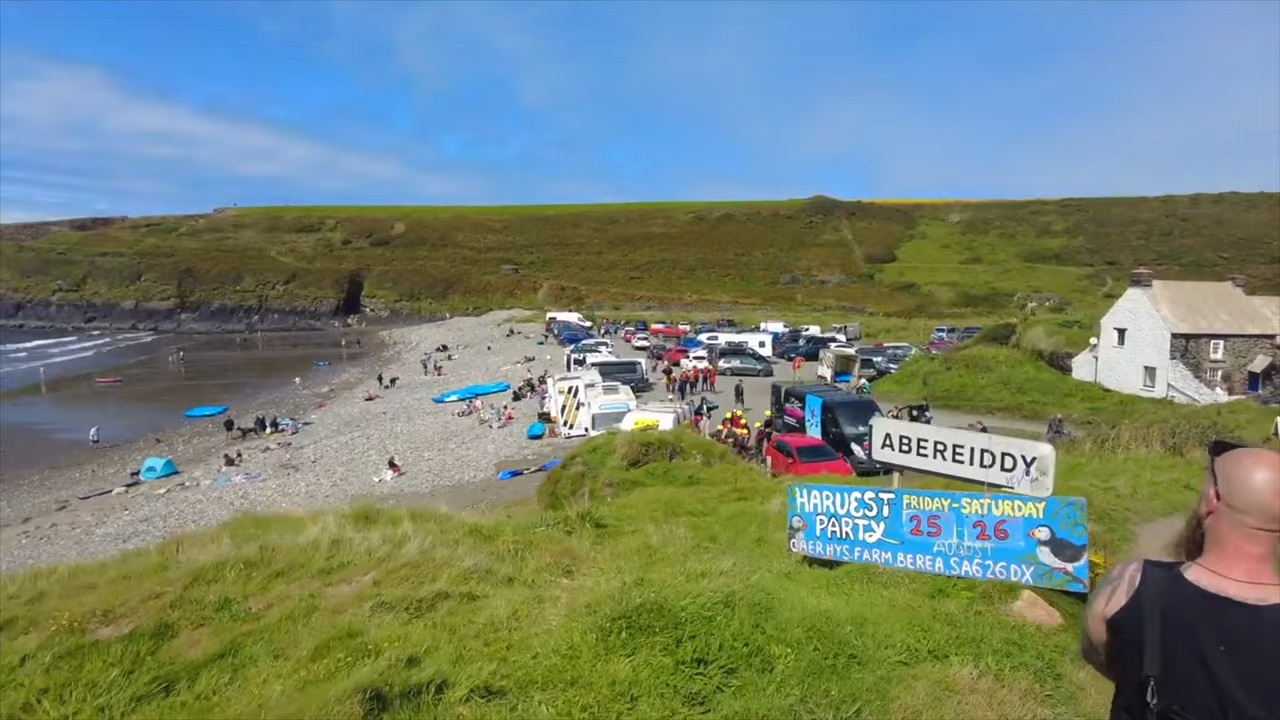 ABEREIDDY
HARVEST
PARTY
FRIDAY-SATURDAY
25 - 26
AUGUST
CAERHYS FARM, BEREA, SA62 6DX